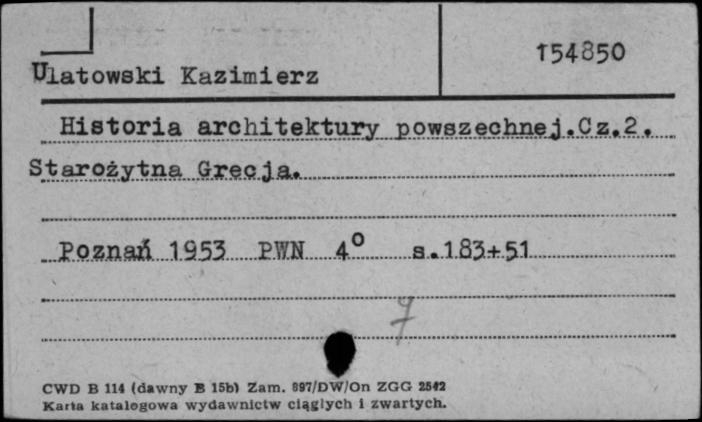 154850
Ulatowski Kazimierz
Historia architektury powszechnej.Cz.2.
Starożytna Grecja.
Poznań 1953 PWN 4° s.183+51
CWD B 114 (dawny B 15b) Zam. 897/DW/On ZGG 2542
Karta katalogowa wydawnictw ciągłych i zwartych.